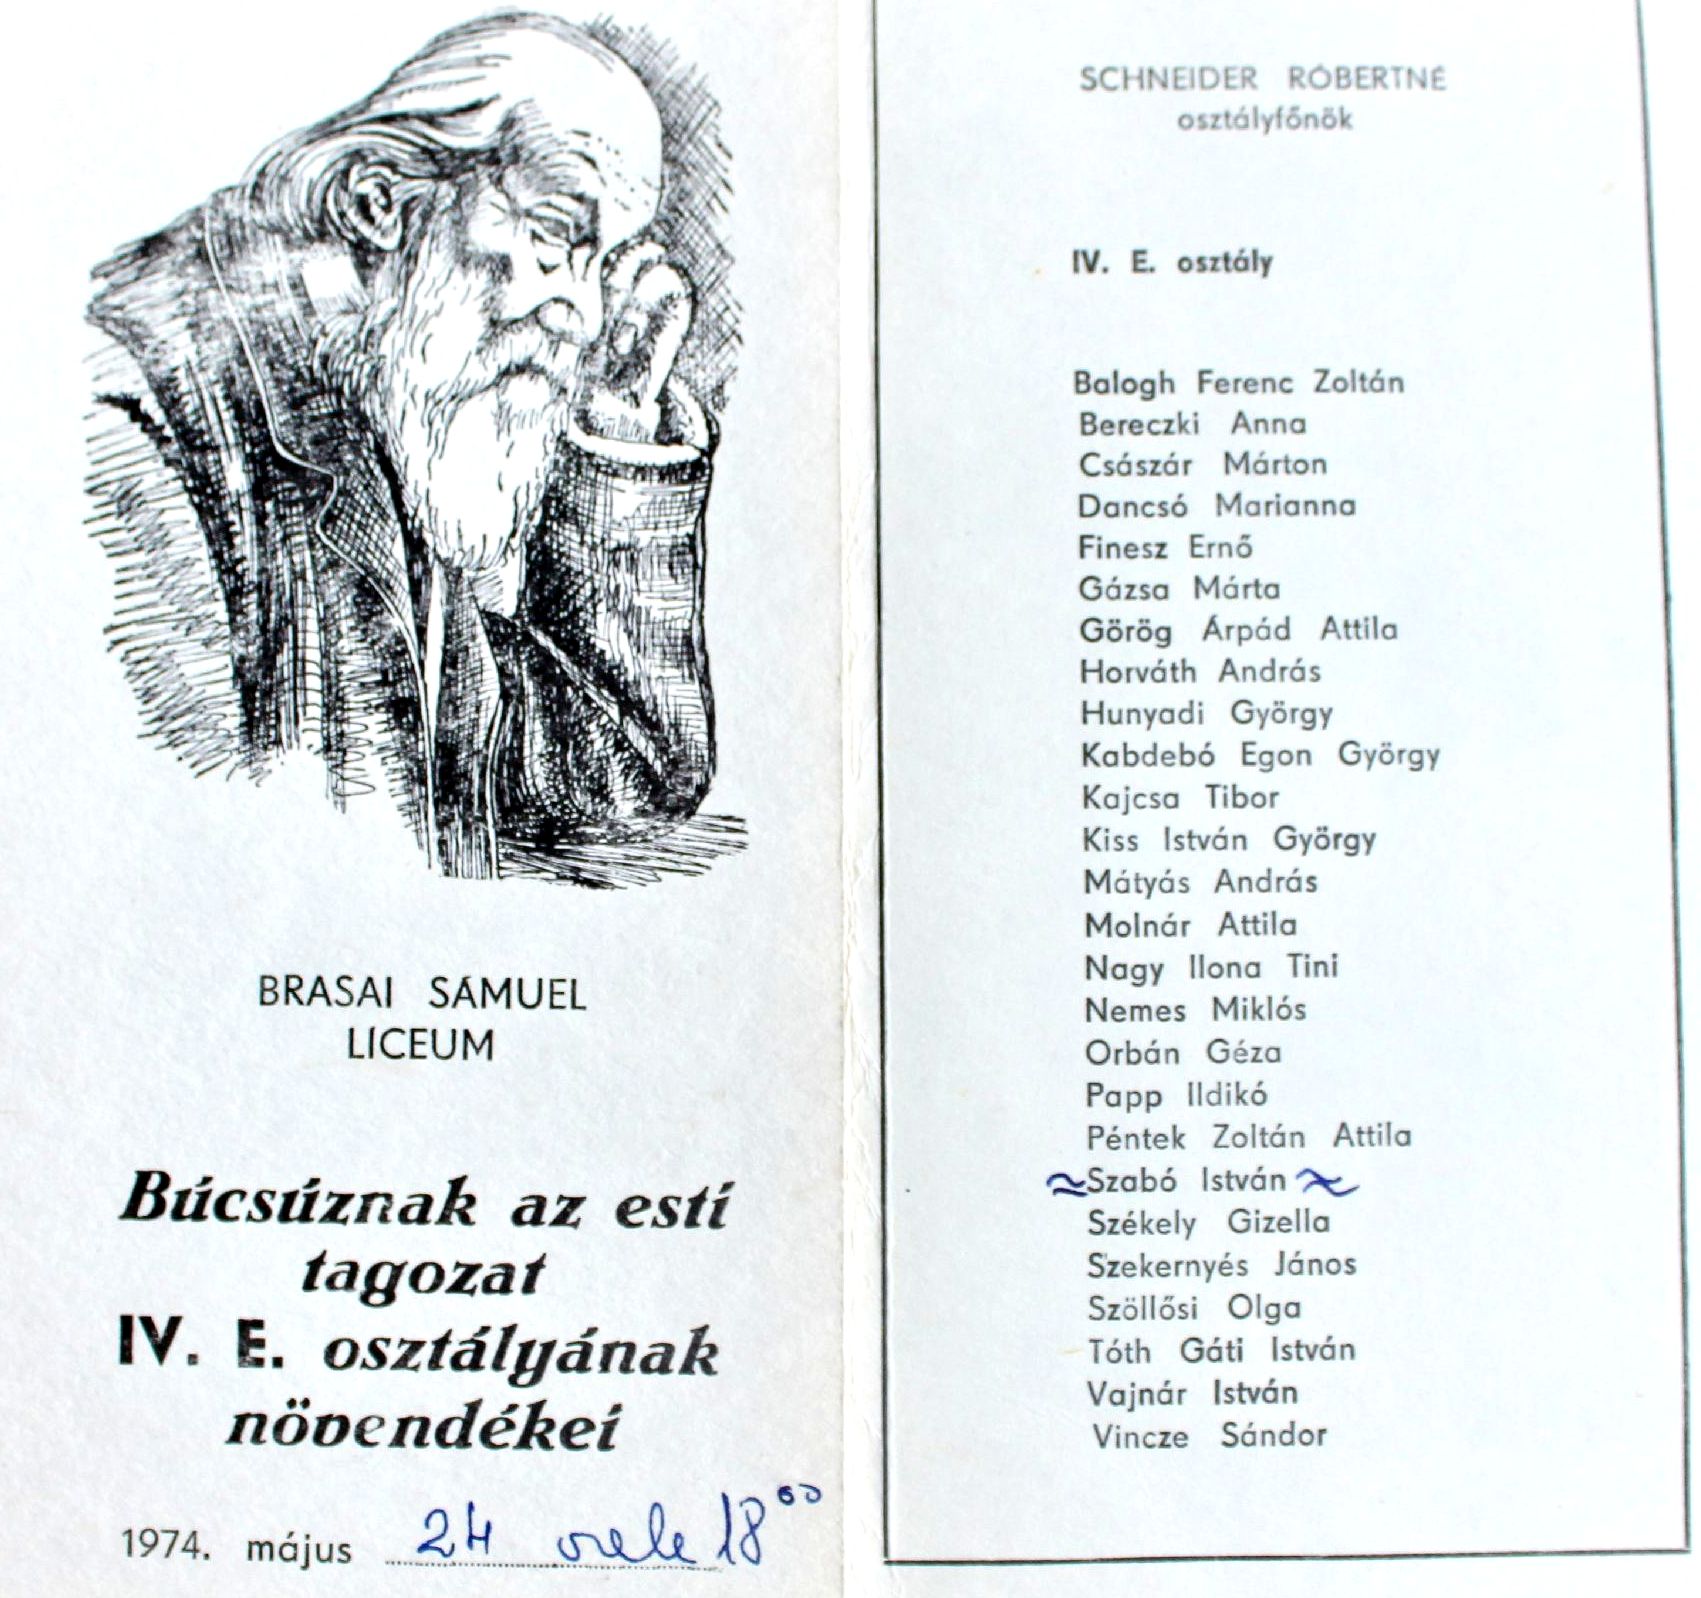 BRASAI SÁMUEL
LICEUM
Búcsúznak az esti
tagozat
IV. E. osztályának
növendékei
1974. május 24 orele 18⁰⁰
SCHNEIDER RÓBERTNÉ
osztályfőnök
IV. E. osztály
Balogh Ferenc Zoltán
Bereczki Anna
Császár Márton
Dancsó Marianna
Finesz Ernő
Gázsa Márta
Görög Árpád Attila
Horváth András
Hunyadi György
Kabdebó Egon György
Kajcsa Tibor
Kiss István György
Mátyás András
Molnár Attila
Nagy Ilona Tini
Nemes Miklós
Orbán Géza
Papp Ildikó
Péntek Zoltán Attila
Szabó István
Székely Gizella
Szekernyés János
Szöllősi Olga
Tóth Gáti István
Vajnár István
Vincze Sándor